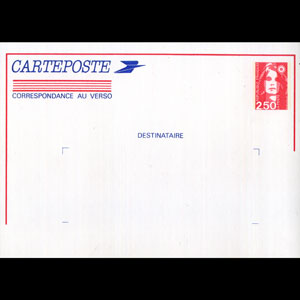 CARTEPOSTE
CORRESPONDANCE AU VERSO
2,50
DESTINATAIRE